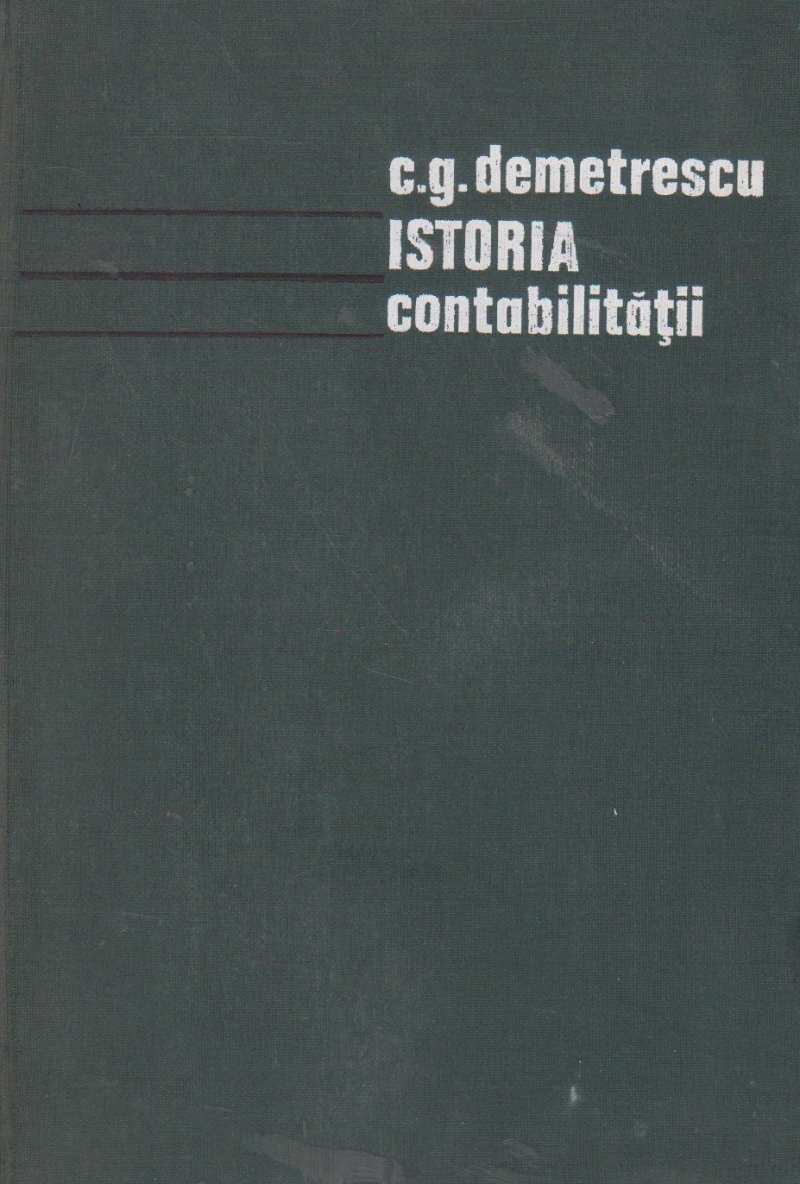 c.g. demetrescu
ISTORIA
contabilităţii